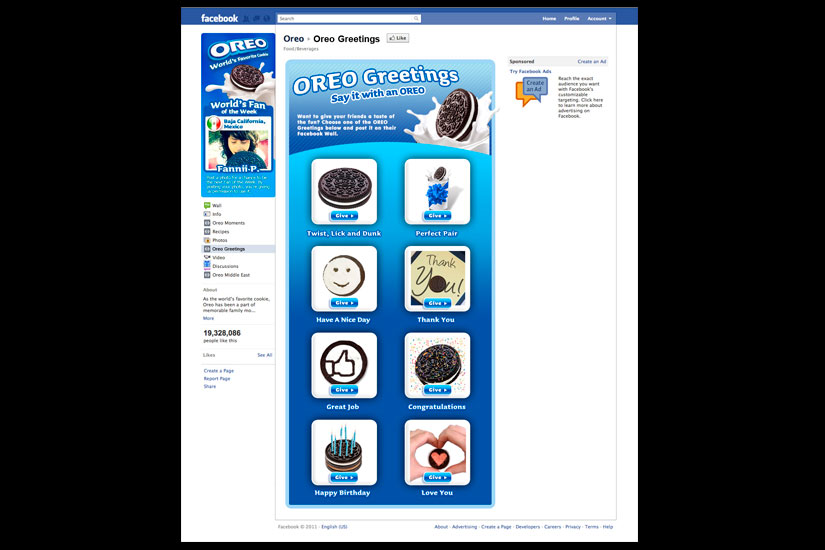 facebook
Search
Home Profile Account
OREO
World's Favorite Cookie
World's Fan
of the Week
Baja California,
Mexico
Fannii P.
Wall
Info
Oreo Moments
Recipes
Photos
Oreo Greetings
Video
Discussions
Oreo Middle East
About
As the world's favorite cookie,
Oreo has been a part of
memorable family mo...
More
19,328,086
people like this
Likes See All
Create a Page
Report Page
Share
Oreo Oreo Greetings Like
Food/Beverages
OREO Greetings
Say it with an OREO
Want to give your friends a taste of
the fun? Choose one of the OREO
Greetings below and post it on their
Facebook Wall.
Give Give
Twist, Lick and Dunk Perfect Pair
Thank
You!
Give Give
Have A Nice Day Thank You
Give Give
Great Job Congratulations
Give Give
Happy Birthday Love You
Sponsored Create an Ad
Try Facebook Ads
Create
an Ad
Reach the exact
audience you want
with Facebook's
customizable
targeting. Click here
to learn more about
advertising on
Facebook.
Facebook © 2011 · English (US)
About · Advertising · Create a Page · Developers · Careers · Privacy · Terms · Help